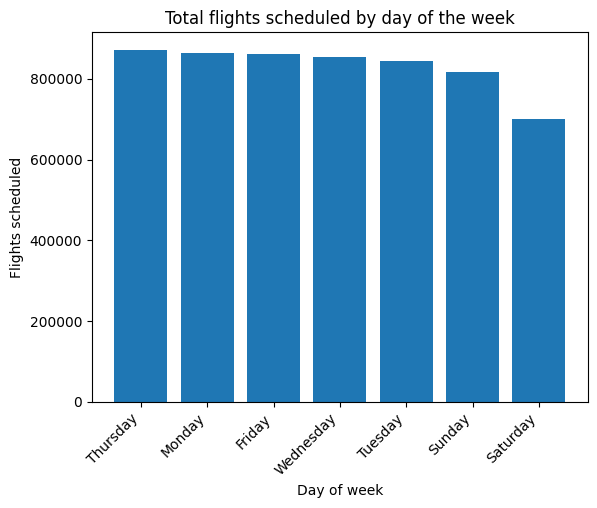 Total flights scheduled by day of the week
Flights scheduled
800000
600000
400000
200000
0
Thursday
Monday
Friday
Wednesday
Tuesday
Sunday
Saturday
Day of week